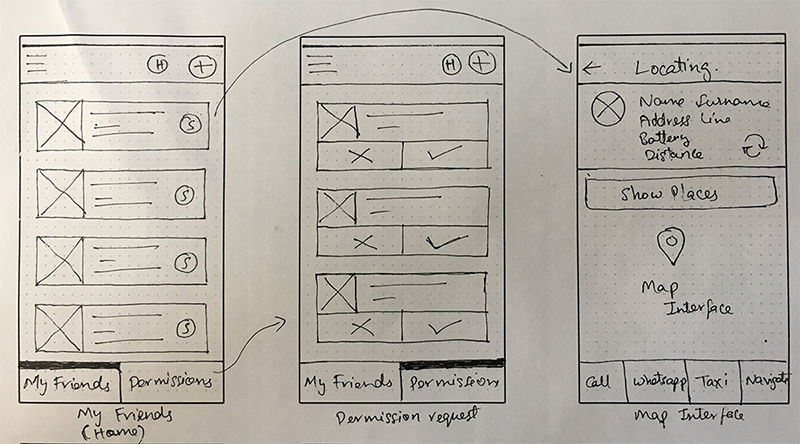 H
S
S
S
S
My Friends
Permissions
My Friends
(Home)
H
My Friends
Permission
Permission request
Locating.
Name Surname
Address Line
Battery
Distance
Show Places
Map
Interface
Call
Whatsapp
Taxi
Navigate
Map Interface